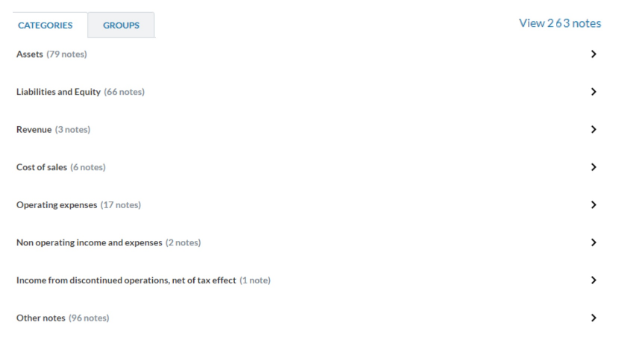 CATEGORIES GROUPS View 263 notes
Assets (79 notes)
Liabilities and Equity (66 notes)
Revenue (3 notes)
Cost of sales (6 notes)
Operating expenses (17 notes)
Non operating income and expenses (2 notes)
Income from discontinued operations, net of tax effect (1 note)
Other notes (96 notes)